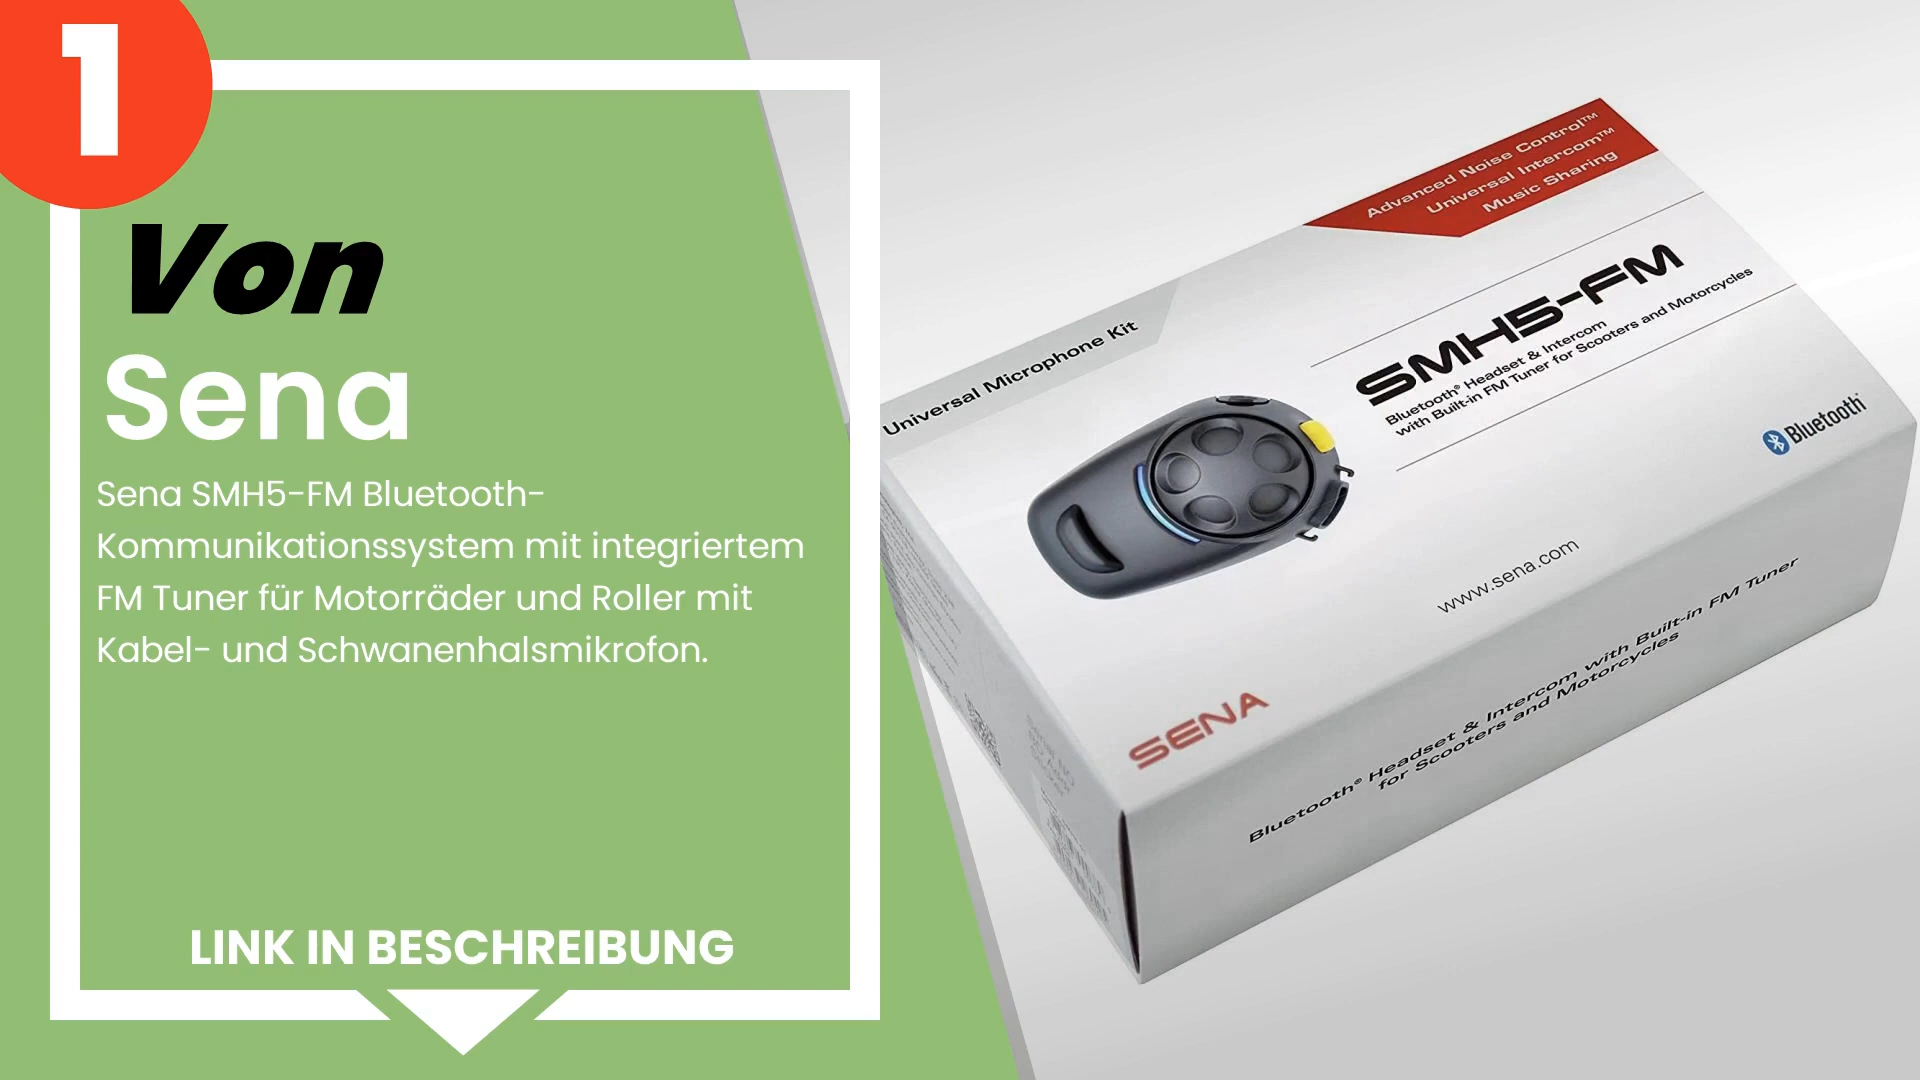 1
Von
Sena
Sena SMH5-FM Bluetooth-
Kommunikationssystem mit integriertem
FM Tuner für Motorräder und Roller mit
Kabel- und Schwanenhalsmikrofon.
LINK IN BESCHREIBUNG
Advanced Noise Control™
Universal Intercom™
Music Sharing
Universal Microphone Kit
SMH5-FM
Bluetooth® Headset & Intercom
with Built-in FM Tuner for Scooters and Motorcycles
Bluetooth
www.sena.com
SENA
Bluetooth® Headset & Intercom with Built-in FM Tuner
for Scooters and Motorcycles